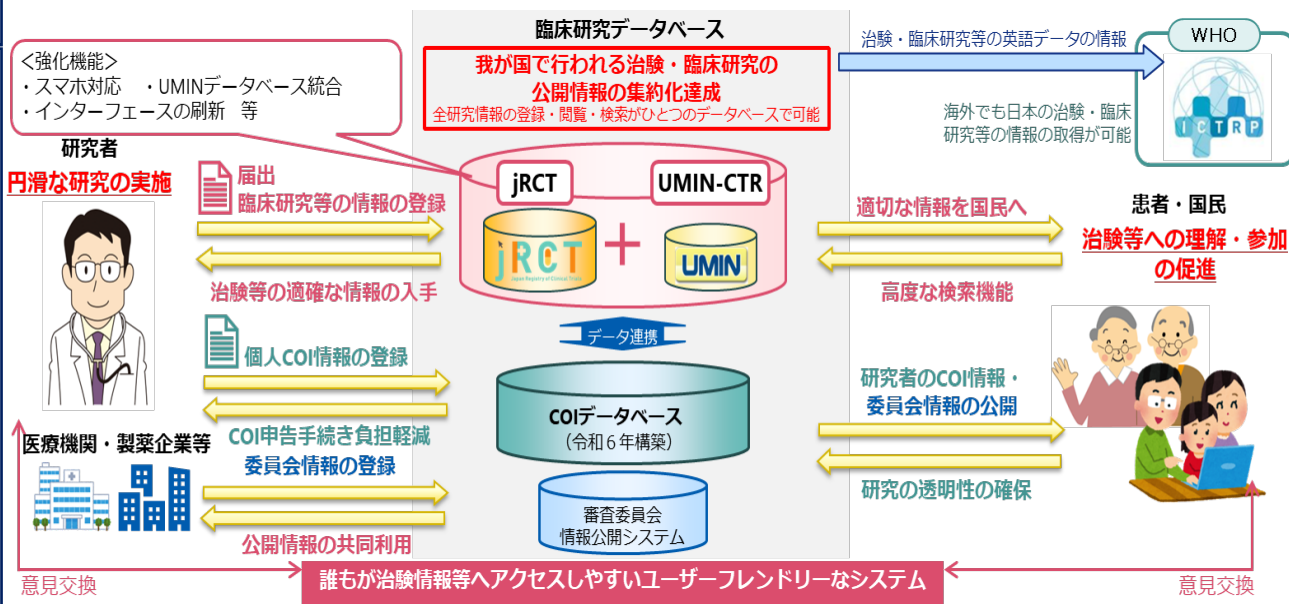 臨床研究データベース
我が国で行われる治験・臨床研究の
公開情報の集約化達成
全研究情報の登録・閲覧・検索がひとつのデータベースで可能
＜強化機能＞
・スマホ対応　・UMINデータベース統合
・インターフェースの刷新　等
治験・臨床研究等の英語データの情報
WHO
ICTRP
海外でも日本の治験・臨床
研究等の情報の取得が可能
研究者
円滑な研究の実施
届出
臨床研究等の情報の登録
治験等の適確な情報の入手
jRCT
UMIN-CTR
jRCT
Japan Registry of Clinical Trials
+
UMIN
適切な情報を国民へ
高度な検索機能
患者・国民
治験等への理解・参加
の促進
データ連携
個人COI情報の登録
COI申告手続き負担軽減
COIデータベース
（令和６年構築）
研究者のCOI情報・
委員会情報の公開
研究の透明性の確保
医療機関・製薬企業等
委員会情報の登録
公開情報の共同利用
審査委員会
情報公開システム
意見交換
誰もが治験情報等へアクセスしやすいユーザーフレンドリーなシステム
意見交換